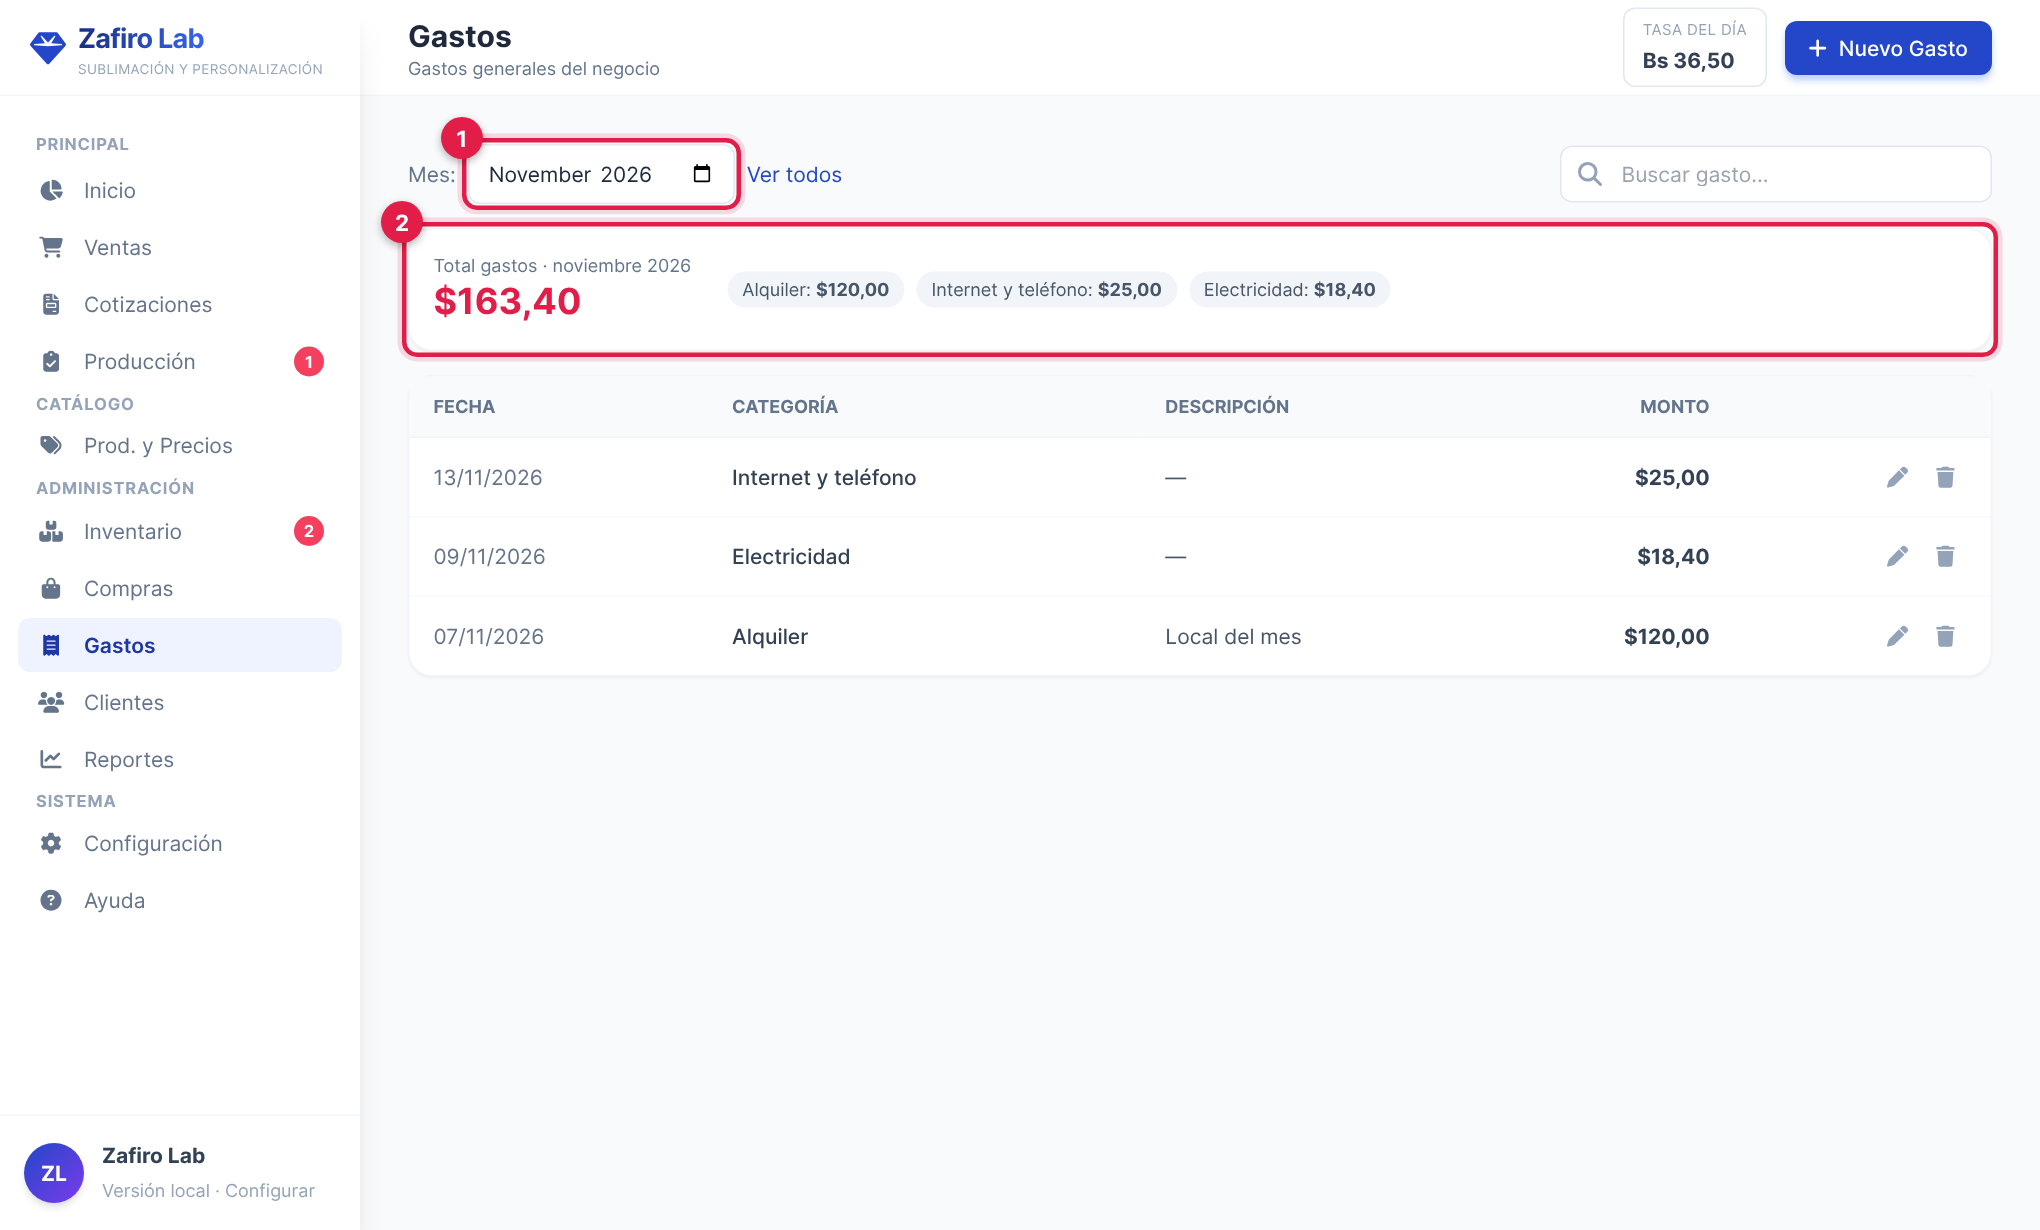 Zafiro Lab
SUBLIMACIÓN Y PERSONALIZACIÓN
PRINCIPAL
Inicio
Ventas
Cotizaciones
Producción 1
CATÁLOGO
Prod. y Precios
ADMINISTRACIÓN
Inventario 2
Compras
Gastos
Clientes
Reportes
SISTEMA
Configuración
Ayuda
ZL
Zafiro Lab
Versión local · Configurar
Gastos
Gastos generales del negocio
TASA DEL DÍA
Bs 36,50
+ Nuevo Gasto
1
Mes: November 2026 Ver todos
Buscar gasto...
2
Total gastos · noviembre 2026
$163,40
Alquiler: $120,00 Internet y teléfono: $25,00 Electricidad: $18,40
FECHA CATEGORÍA DESCRIPCIÓN MONTO
13/11/2026 Internet y teléfono — $25,00
09/11/2026 Electricidad — $18,40
07/11/2026 Alquiler Local del mes $120,00